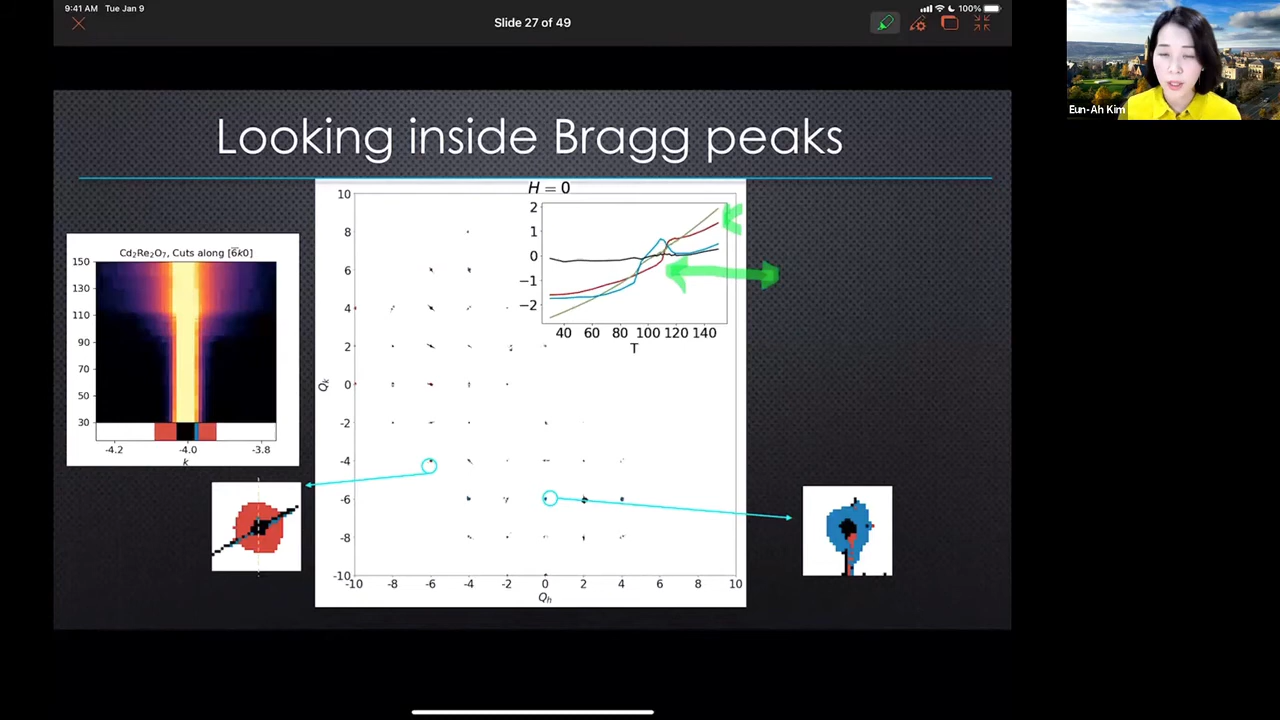 9:41 AM Tue Jan 9
100%
Slide 27 of 49
Eun-Ah Kim
Looking inside Bragg peaks
Cd₂Re₂O₇, Cuts along [6̅k0]
150
130
110
90
70
50
30
-4.2 -4.0 -3.8
k
H = 0
10
8
6
4
2
0
-2
-4
-6
-8
-10
Qk
-10 -8 -6 -4 -2 0 2 4 6 8 10
Qh
2
1
0
−1
−2
40 60 80 100 120 140
T